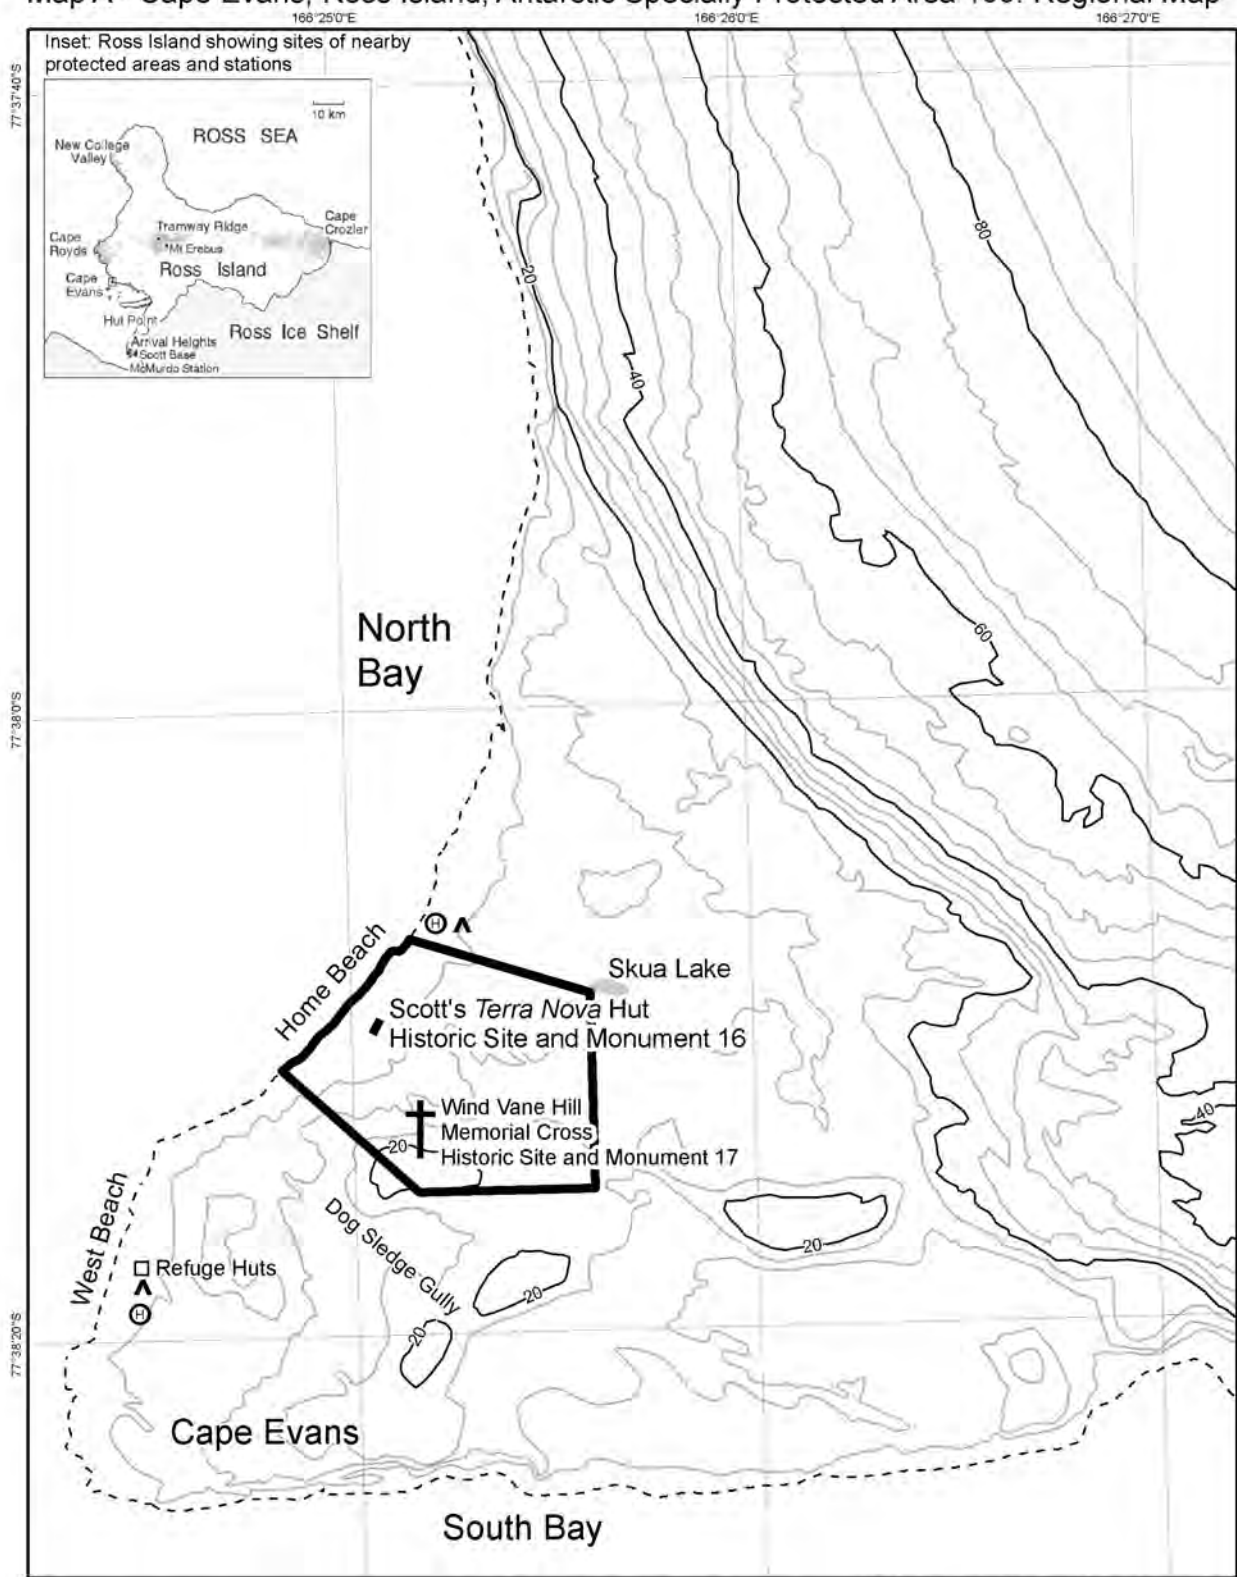 Map A - Cape Evans, Ross Island, Antarctic Specially Protected Area 155: Regional Map
166°25'0"E
166°26'0"E
166°27'0"E
Inset: Ross Island showing sites of nearby
protected areas and stations
77°37'40"S
10 km
ROSS SEA
New College
Valley
Cape
Crozier
Tramway Ridge
Cape
Royds
Mt Erebus
Ross Island
Cape
Evans
Hut Point
Ross Ice Shelf
Arrival Heights
Scott Base
McMurdo Station
80
20
40
60
North
Bay
77°38'0"S
H
Home Beach
Skua Lake
Scott's Terra Nova Hut
Historic Site and Monument 16
Wind Vane Hill
Memorial Cross
Historic Site and Monument 17
40
20
West Beach
Dog Sledge Gully
20
Refuge Huts
20
H
20
77°38'20"S
Cape Evans
South Bay